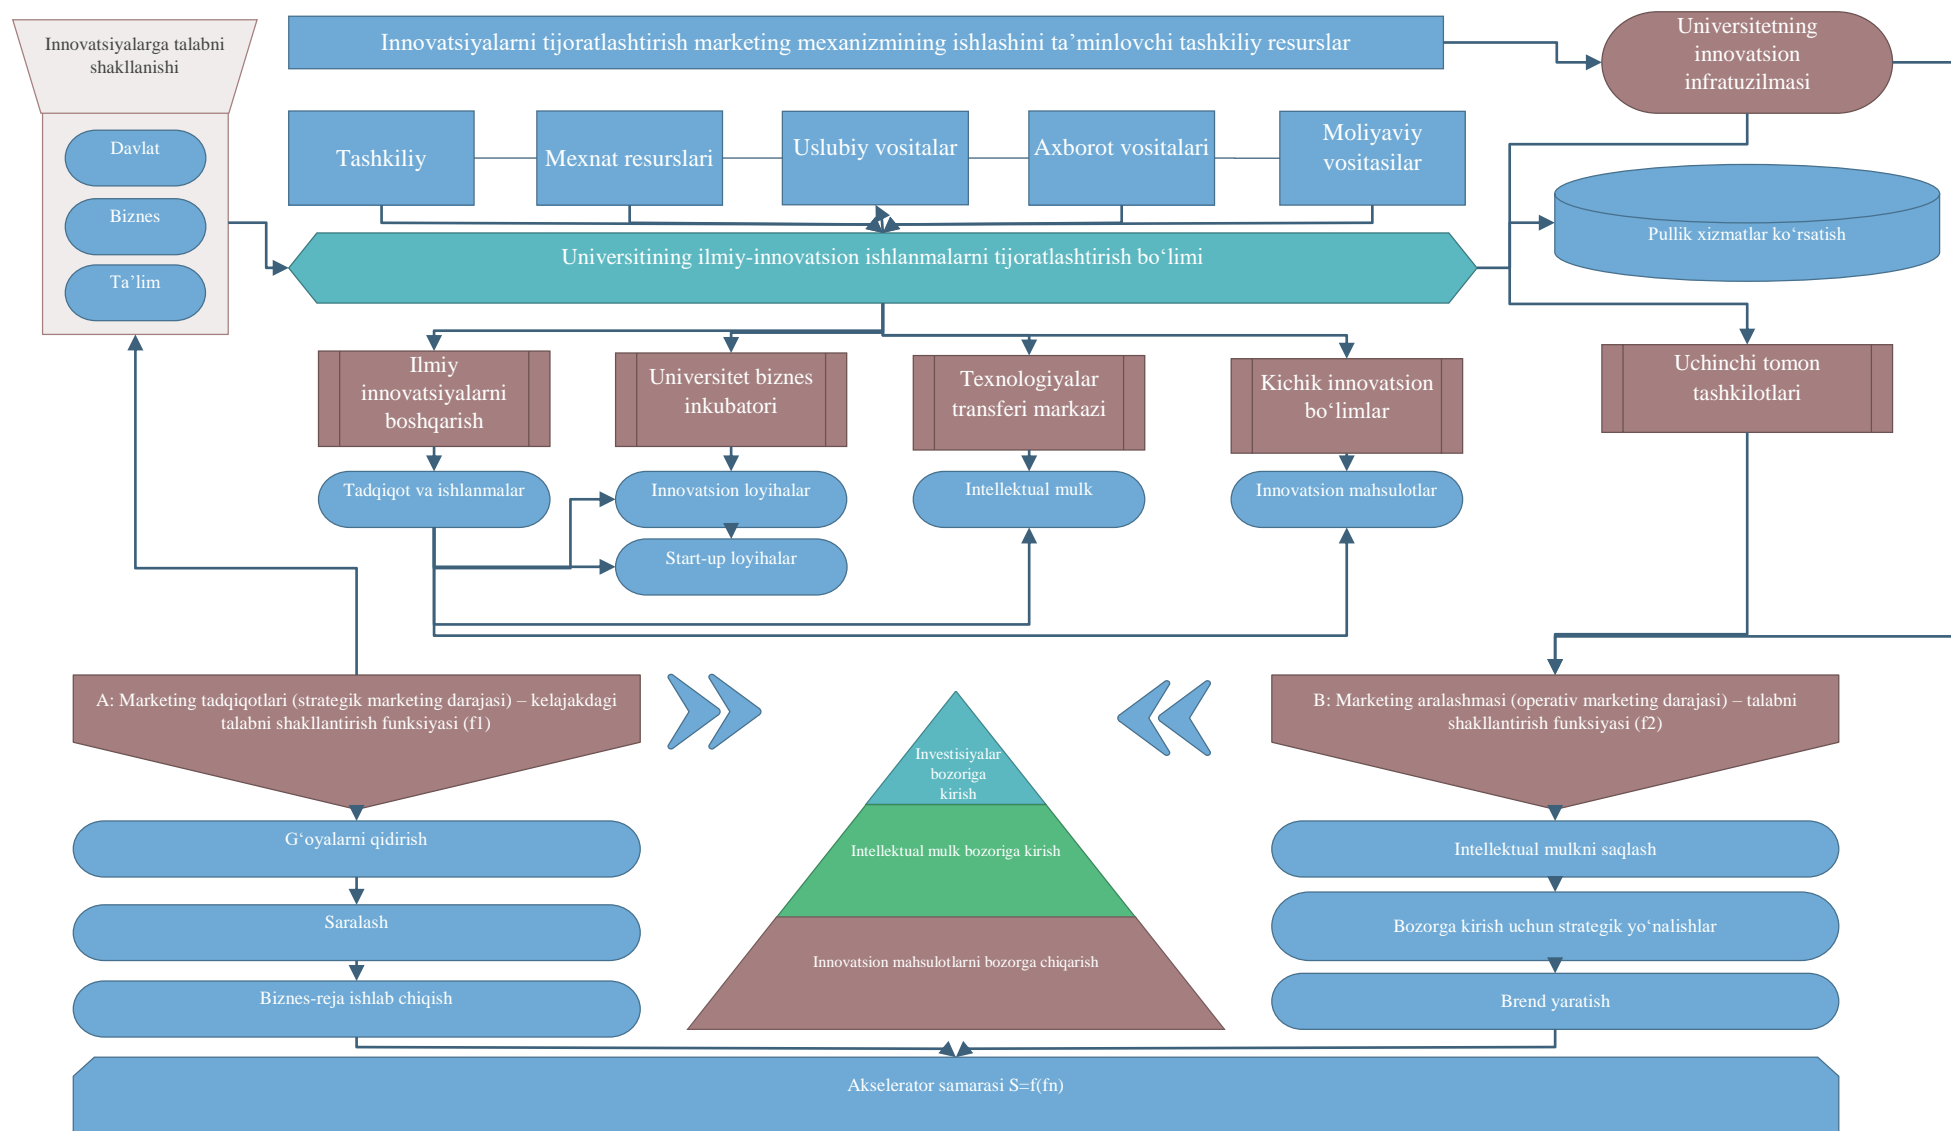 Innovatsiyalarga talabni
shakllanishi
Davlat
Biznes
Ta’lim
Innovatsiyalarni tijoratlashtirish marketing mexanizmining ishlashini ta’minlovchi tashkiliy resurslar
Universitetning
innovatsion
infratuzilmasi
Tashkiliy
Mexnat resurslari
Uslubiy vositalar
Axborot vositalari
Moliyaviy
vositasilar
Pullik xizmatlar ko‘rsatish
Universitining ilmiy-innovatsion ishlanmalarni tijoratlashtirish bo‘limi
Ilmiy
innovatsiyalarni
boshqarish
Universitet biznes
inkubatori
Texnologiyalar
transferi markazi
Kichik innovatsion
bo‘limlar
Uchinchi tomon
tashkilotlari
Tadqiqot va ishlanmalar
Innovatsion loyihalar
Intellektual mulk
Innovatsion mahsulotlar
Start-up loyihalar
A: Marketing tadqiqotlari (strategik marketing darajasi) – kelajakdagi
talabni shakllantirish funksiyasi (f1)
G‘oyalarni qidirish
Saralash
Biznes-reja ishlab chiqish
Investisiyalar
bozoriga
kirish
Intellektual mulk bozoriga kirish
Innovatsion mahsulotlarni bozorga chiqarish
B: Marketing aralashmasi (operativ marketing darajasi) – talabni
shakllantirish funksiyasi (f2)
Intellektual mulkni saqlash
Bozorga kirish uchun strategik yo‘nalishlar
Brend yaratish
Akselerator samarasi S=f(fn)